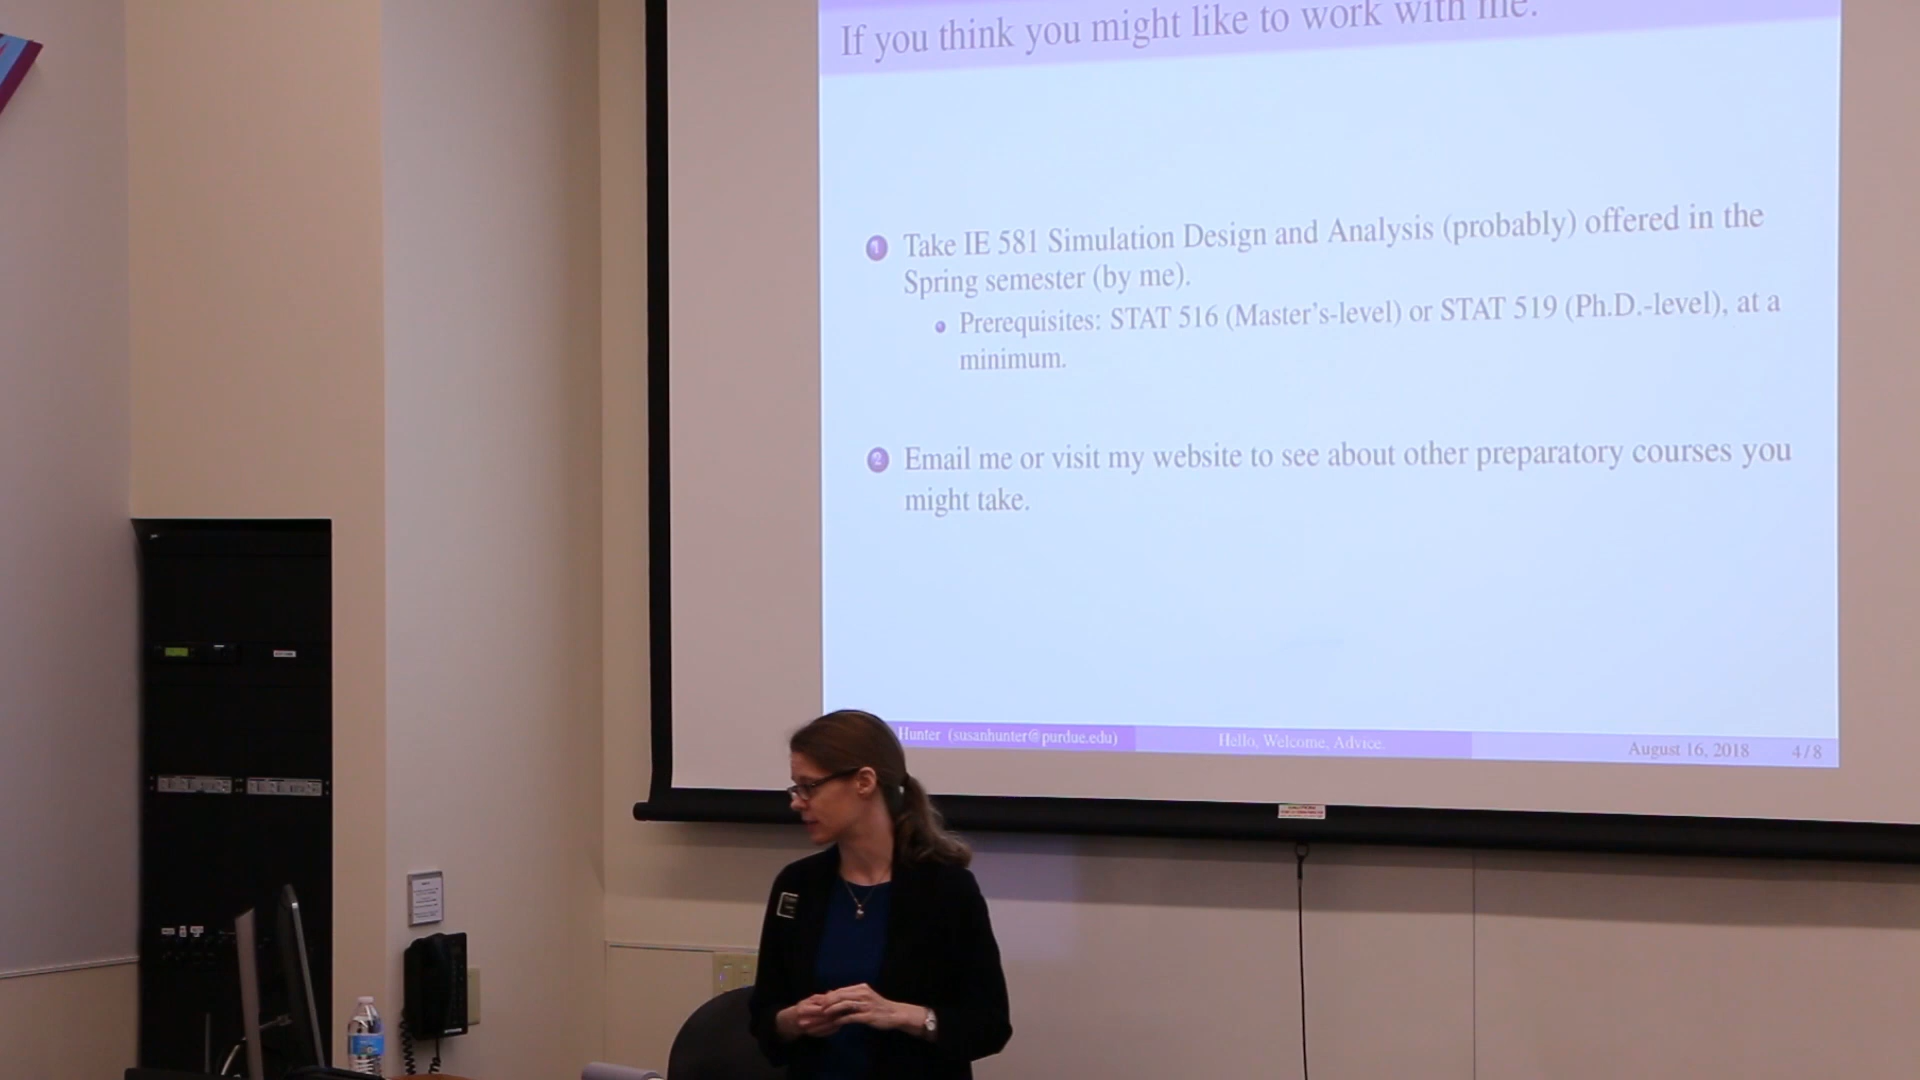 If you think you might like to work with me:
1 Take IE 581 Simulation Design and Analysis (probably) offered in the
Spring semester (by me).
Prerequisites: STAT 516 (Master's-level) or STAT 519 (Ph.D.-level), at a
minimum.
2 Email me or visit my website to see about other preparatory courses you
might take.
Hunter (susanhunter@purdue.edu) Hello, Welcome, Advice. August 16, 2018 4/8